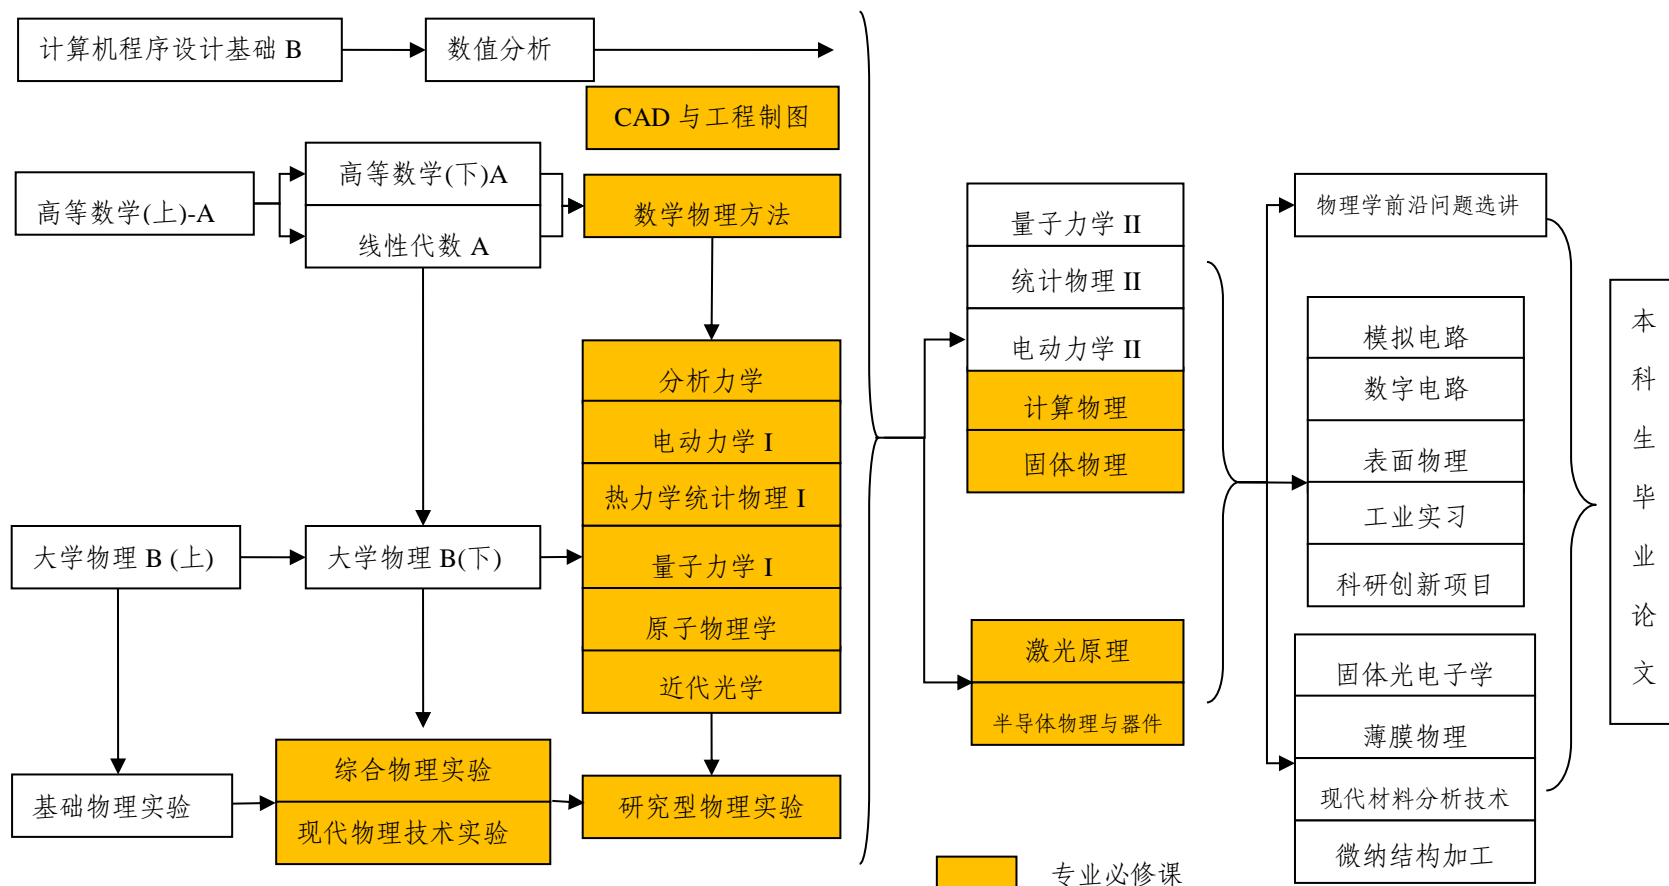 计算机程序设计基础 B
数值分析
CAD 与工程制图
高等数学(上)-A
高等数学(下)A
线性代数 A
数学物理方法
分析力学
电动力学 I
热力学统计物理 I
量子力学 I
原子物理学
近代光学
大学物理 B (上)
大学物理 B(下)
基础物理实验
综合物理实验
现代物理技术实验
研究型物理实验
量子力学 II
统计物理 II
电动力学 II
计算物理
固体物理
激光原理
半导体物理与器件
物理学前沿问题选讲
模拟电路
数字电路
表面物理
工业实习
科研创新项目
固体光电子学
薄膜物理
现代材料分析技术
微纳结构加工
本科生毕业论文
专业必修课